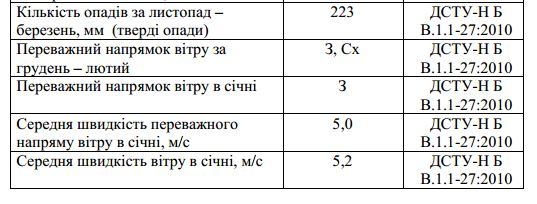 Кількість опадів за листопад –
березень, мм  (тверді опади)
223
ДСТУ-Н Б
В.1.1-27:2010
Переважний напрямок вітру за
грудень – лютий
З, Сх
ДСТУ-Н Б
В.1.1-27:2010
Переважний напрямок вітру в січні
З
ДСТУ-Н Б
В.1.1-27:2010
Середня швидкість переважного
напряму вітру в січні, м/с
5,0
ДСТУ-Н Б
В.1.1-27:2010
Середня швидкість вітру в січні, м/с
5,2
ДСТУ-Н Б
В.1.1-27:2010